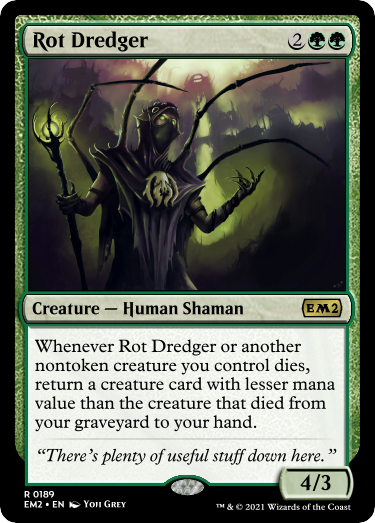 Rot Dredger 2
Creature — Human Shaman EM2
Whenever Rot Dredger or another
nontoken creature you control dies,
return a creature card with lesser mana
value than the creature that died from
your graveyard to your hand.
“There’s plenty of useful stuff down here.”
4/3
R 0189
EM2 • EN Yoii Grey
™ & © 2021 Wizards of the Coast